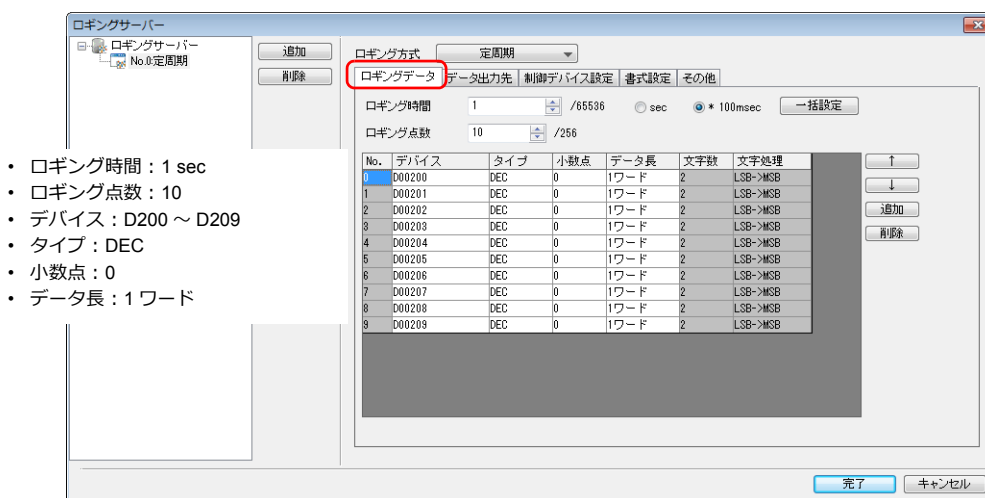 ロギングサーバー
ロギングサーバー
No.0:定周期
追加
削除
ロギング方式 定周期
ロギングデータ データ出力先 制御デバイス設定 書式設定 その他
ロギング時間 1 /65536 sec * 100msec 一括設定
ロギング点数 10 /256
• ロギング時間：1 sec
• ロギング点数：10
• デバイス：D200 ～ D209
• タイプ：DEC
• 小数点：0
• データ長：1 ワード
No. デバイス タイプ 小数点 データ長 文字数 文字処理
0 D00200 DEC 0 1ワード 2 LSB->MSB
1 D00201 DEC 0 1ワード 2 LSB->MSB
2 D00202 DEC 0 1ワード 2 LSB->MSB
3 D00203 DEC 0 1ワード 2 LSB->MSB
4 D00204 DEC 0 1ワード 2 LSB->MSB
5 D00205 DEC 0 1ワード 2 LSB->MSB
6 D00206 DEC 0 1ワード 2 LSB->MSB
7 D00207 DEC 0 1ワード 2 LSB->MSB
8 D00208 DEC 0 1ワード 2 LSB->MSB
9 D00209 DEC 0 1ワード 2 LSB->MSB
↑
↓
追加
削除
完了 キャンセル